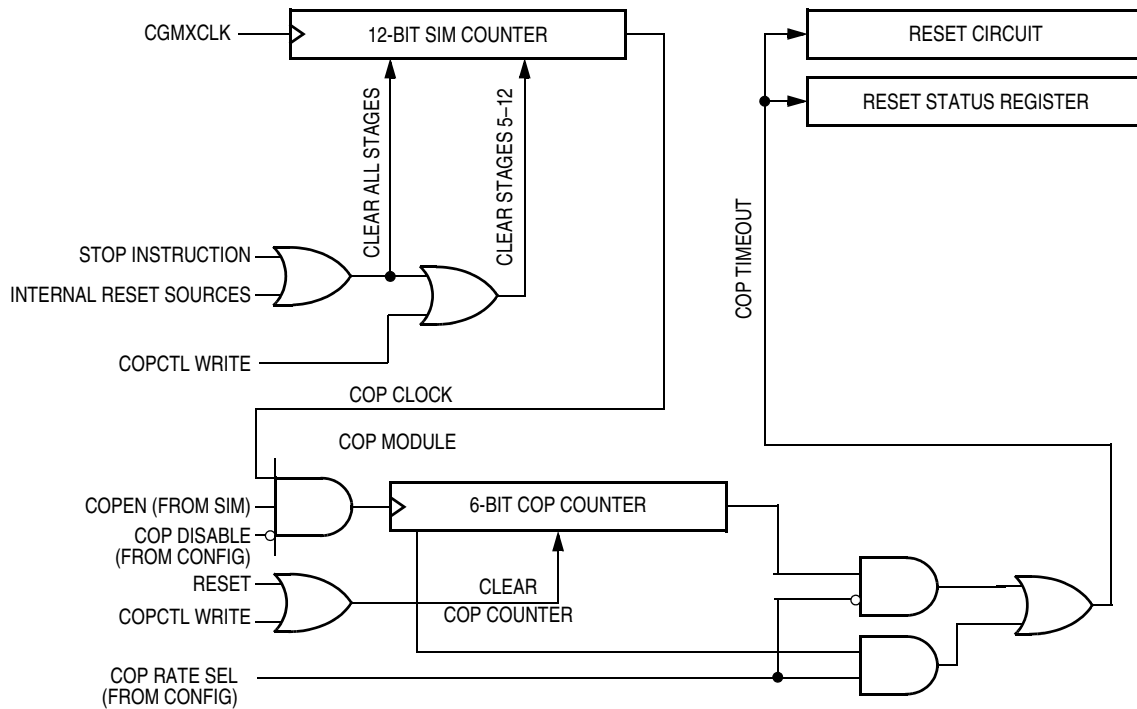 CGMXCLK
12-BIT SIM COUNTER
RESET CIRCUIT
RESET STATUS REGISTER
CLEAR ALL STAGES
CLEAR STAGES 5–12
STOP INSTRUCTION
INTERNAL RESET SOURCES
COPCTL WRITE
COP TIMEOUT
COP CLOCK
COP MODULE
COPEN (FROM SIM)
COP DISABLE
(FROM CONFIG)
6-BIT COP COUNTER
RESET
COPCTL WRITE
CLEAR
COP COUNTER
COP RATE SEL
(FROM CONFIG)